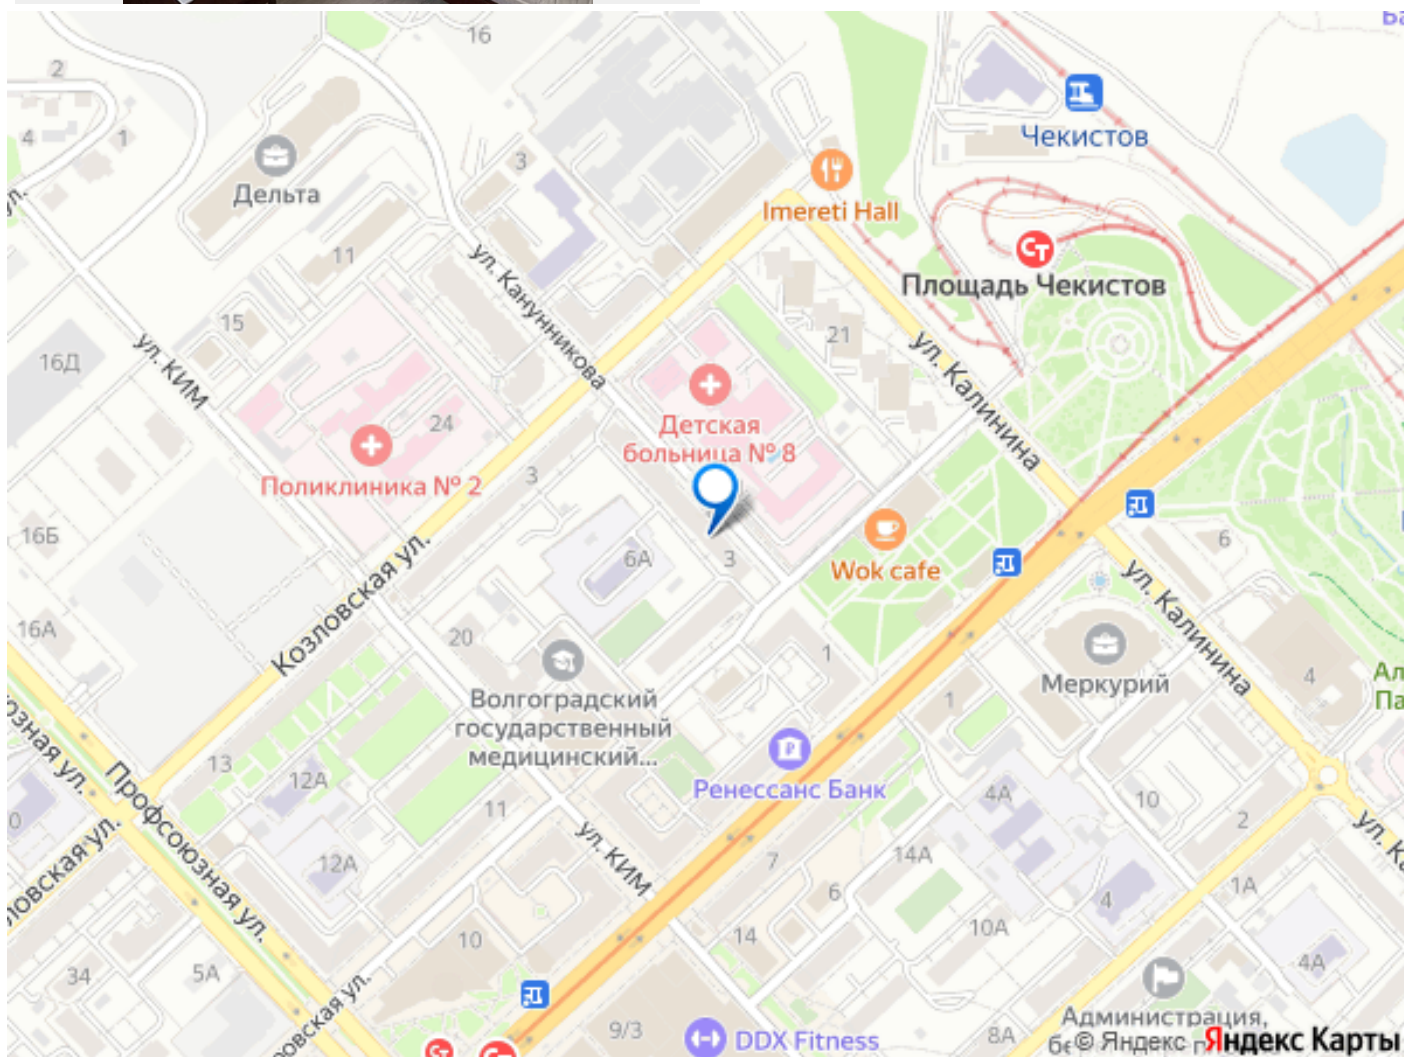 16
2
4
1
Дельта
3
Imereti Hall
Чекистов
Площадь Чекистов
11
ул. Канунникова
15
16Д
ул. КИМ
21
ул. Калинина
24
Детская
больница № 8
Поликлиника № 2
3
16Б
6А
3
Wok cafe
6
ул. Калинина
Козловская ул.
16А
20
1
Волгоградский
государственный
медицинский...
Меркурий
4
1
13
12А
Ренессанс Банк
Профсоюзная ул.
11
4А
10
2
12А
ул. КИМ
7
14А
6
4
1А
10
14
10А
34
5А
4А
9/3
DDX Fitness
8А
Администрация,
© Яндекс Яндекс Карты